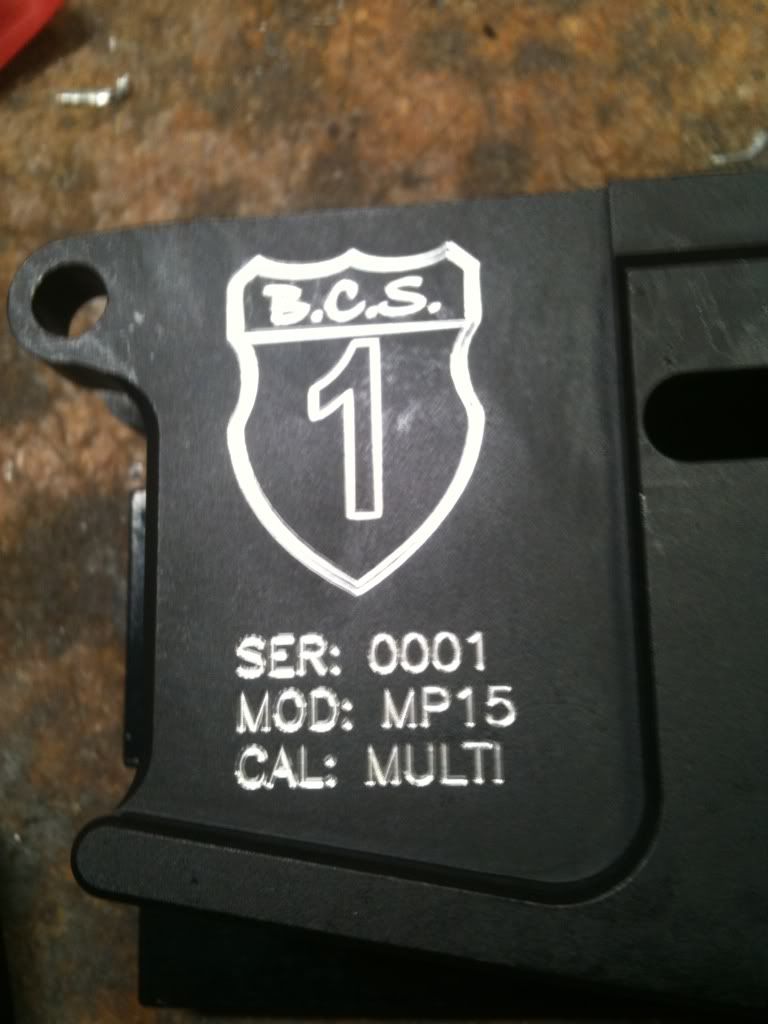 B.C.S.
1
SER: 0001
MOD: MP15
CAL: MULTI